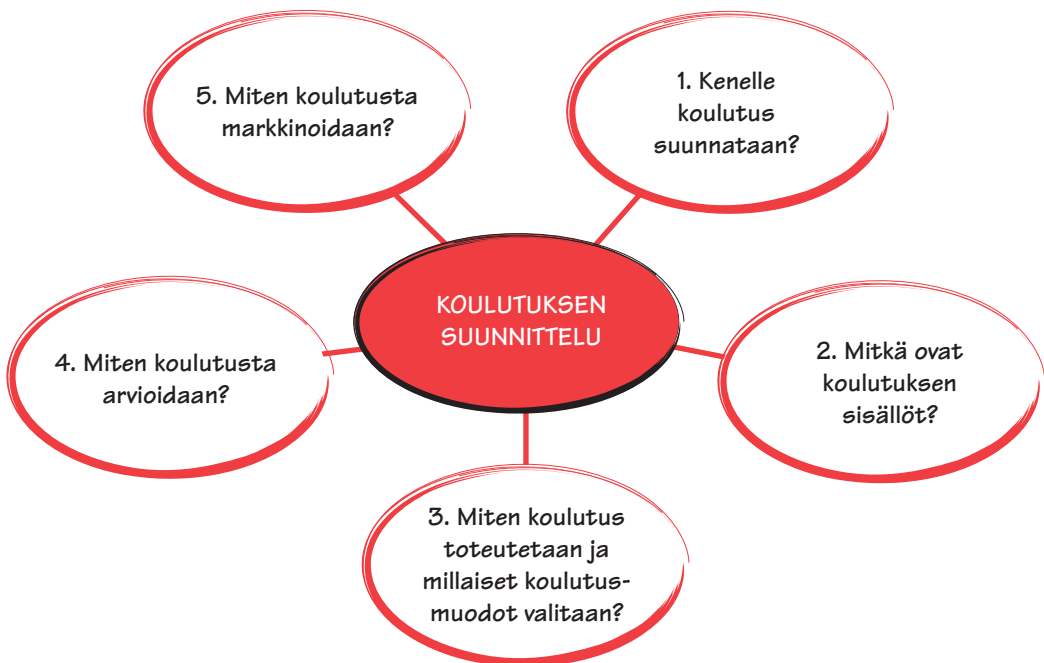 KOULUTUKSEN
SUUNNITTELU
1. Kenelle
koulutus
suunnataan?
2. Mitkä ovat
koulutuksen
sisällöt?
3. Miten koulutus
toteutetaan ja
millaiset koulutus-
muodot valitaan?
4. Miten koulutusta
arvioidaan?
5. Miten koulutusta
markkinoidaan?